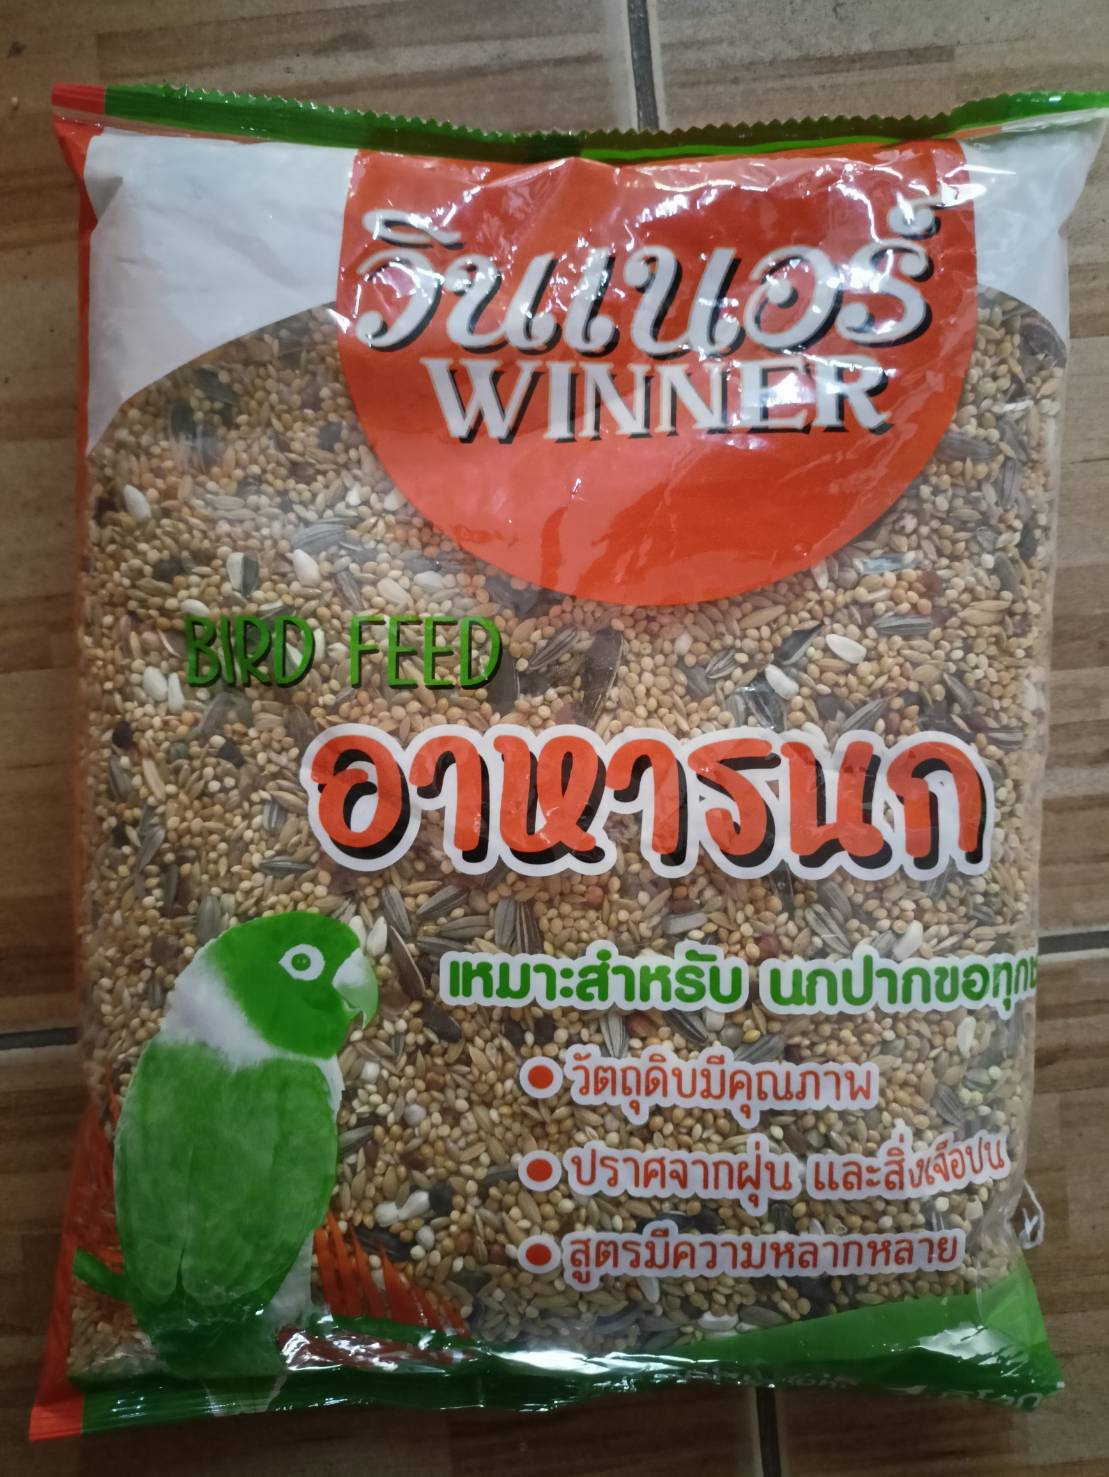 วินเนอร์
WINNER
BIRD FEED
อาหารนก
เหมาะสำหรับ นกปากขอทุก
วัตถุดิบมีคุณภาพ
ปราศจากฝุ่น และสิ่งเจือปน
สูตรมีความหลากหลาย